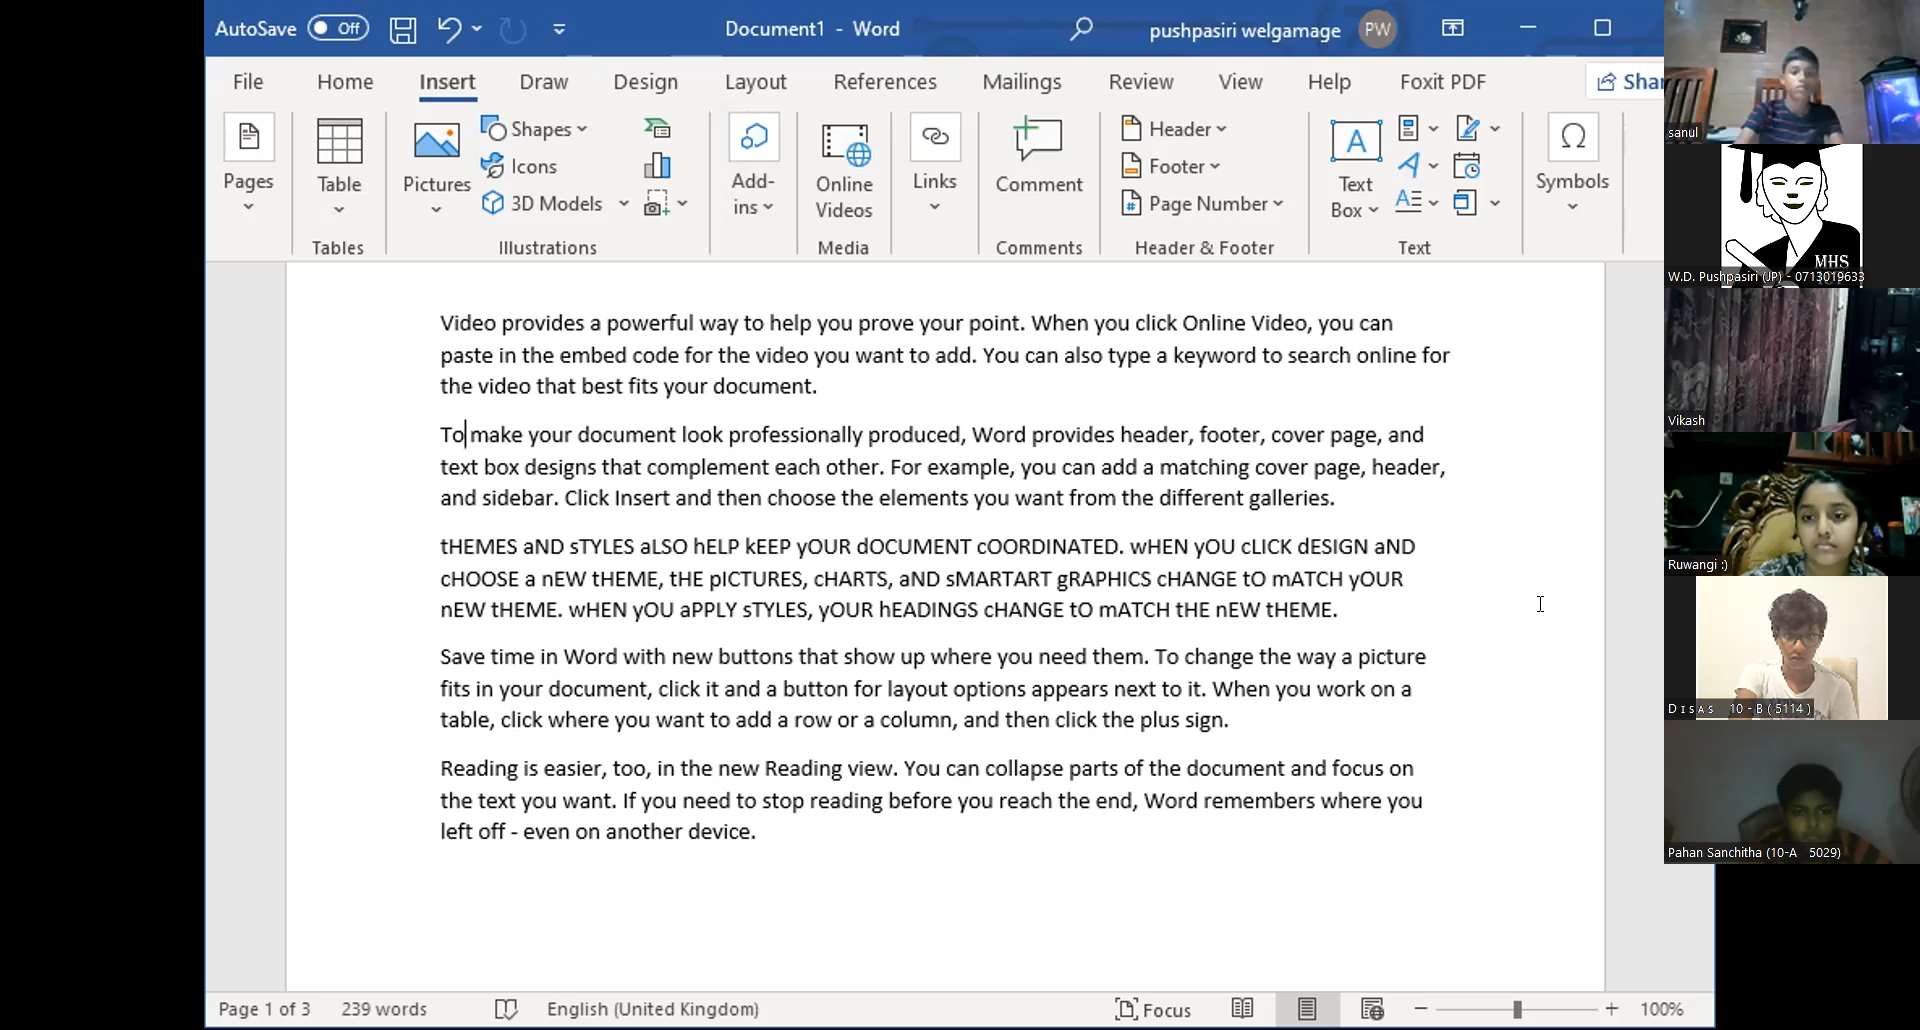 AutoSave Off Document1 - Word pushpasiri welgamage PW
File Home Insert Draw Design Layout References Mailings Review View Help Foxit PDF Shar
Pages
Table
Tables
Pictures
Shapes
Icons
3D Models
Illustrations
Add-
ins
Online
Videos
Media
Links
Comment
Comments
Header
Footer
Page Number
Header & Footer
Text
Box
Text
Symbols
Video provides a powerful way to help you prove your point. When you click Online Video, you can
paste in the embed code for the video you want to add. You can also type a keyword to search online for
the video that best fits your document.
To make your document look professionally produced, Word provides header, footer, cover page, and
text box designs that complement each other. For example, you can add a matching cover page, header,
and sidebar. Click Insert and then choose the elements you want from the different galleries.
tHEMES aND sTYLES aLSO hELP kEEP yOUR dOCUMENT cOORDINATED. wHEN yOU cLICK dESIGN aND
cHOOSE a nEW tHEME, tHE pICTURES, cHARTS, aND sMARTART gRAPHICS cHANGE tO mATCH yOUR
nEW tHEME. wHEN yOU aPPLY sTYLES, yOUR hEADINGS cHANGE tO mATCH tHE nEW tHEME.
Save time in Word with new buttons that show up where you need them. To change the way a picture
fits in your document, click it and a button for layout options appears next to it. When you work on a
table, click where you want to add a row or a column, and then click the plus sign.
Reading is easier, too, in the new Reading view. You can collapse parts of the document and focus on
the text you want. If you need to stop reading before you reach the end, Word remembers where you
left off - even on another device.
Page 1 of 3 239 words English (United Kingdom) Focus 100%
sanul
MHS
W.D. Pushpasiri (JP) - 0713019633
Vikash
Ruwangi :)
Disas 10 - B ( 5114 )
Pahan Sanchitha (10-A 5029)